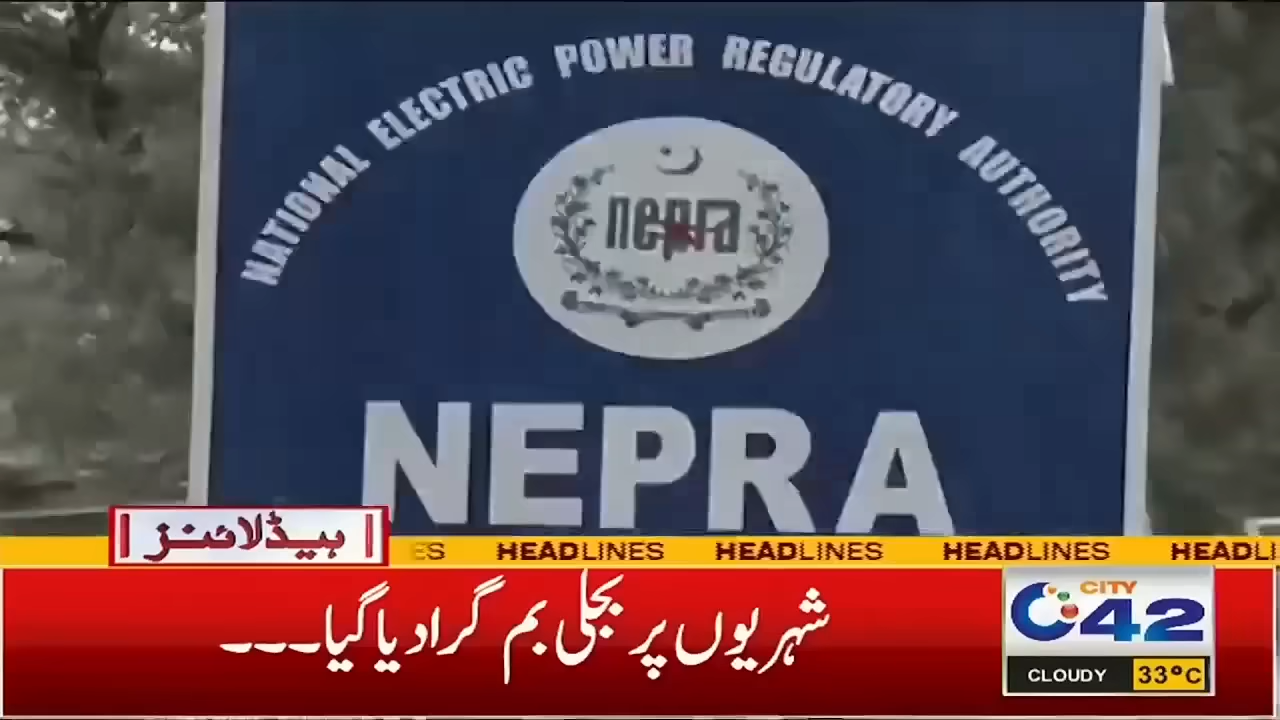 NATIONAL ELECTRIC POWER REGULATORY AUTHORITY
nepra
NEPRA
ہیڈلائنز
ES HEADLINES HEADLINES HEADLINES HEADLI
شہریوں پر بجلی بم گرا دیا گیا۔۔۔
CITY
42
CLOUDY 33°C